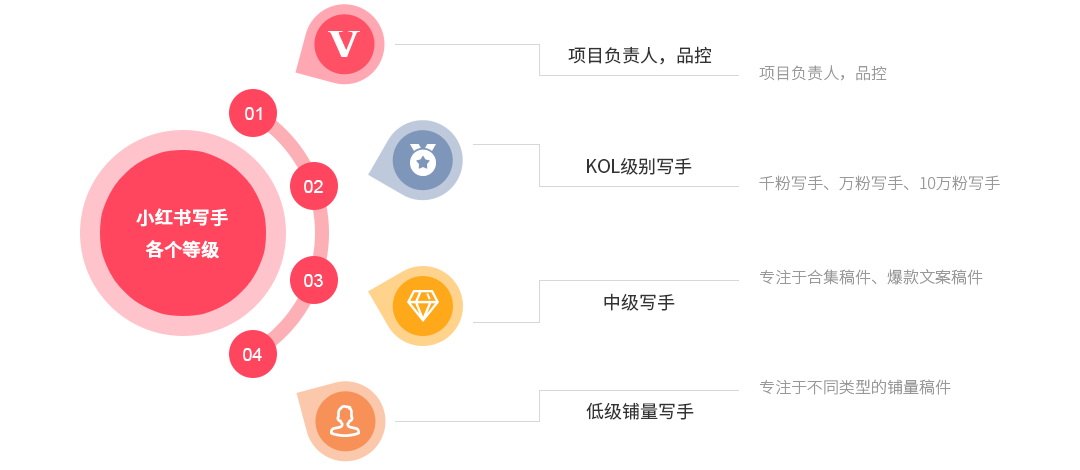 小红书写手
各个等级
01
02
03
04
V
项目负责人，品控
项目负责人，品控
KOL级别写手
千粉写手、万粉写手、10万粉写手
中级写手
专注于合集稿件、爆款文案稿件
低级铺量写手
专注于不同类型的铺量稿件